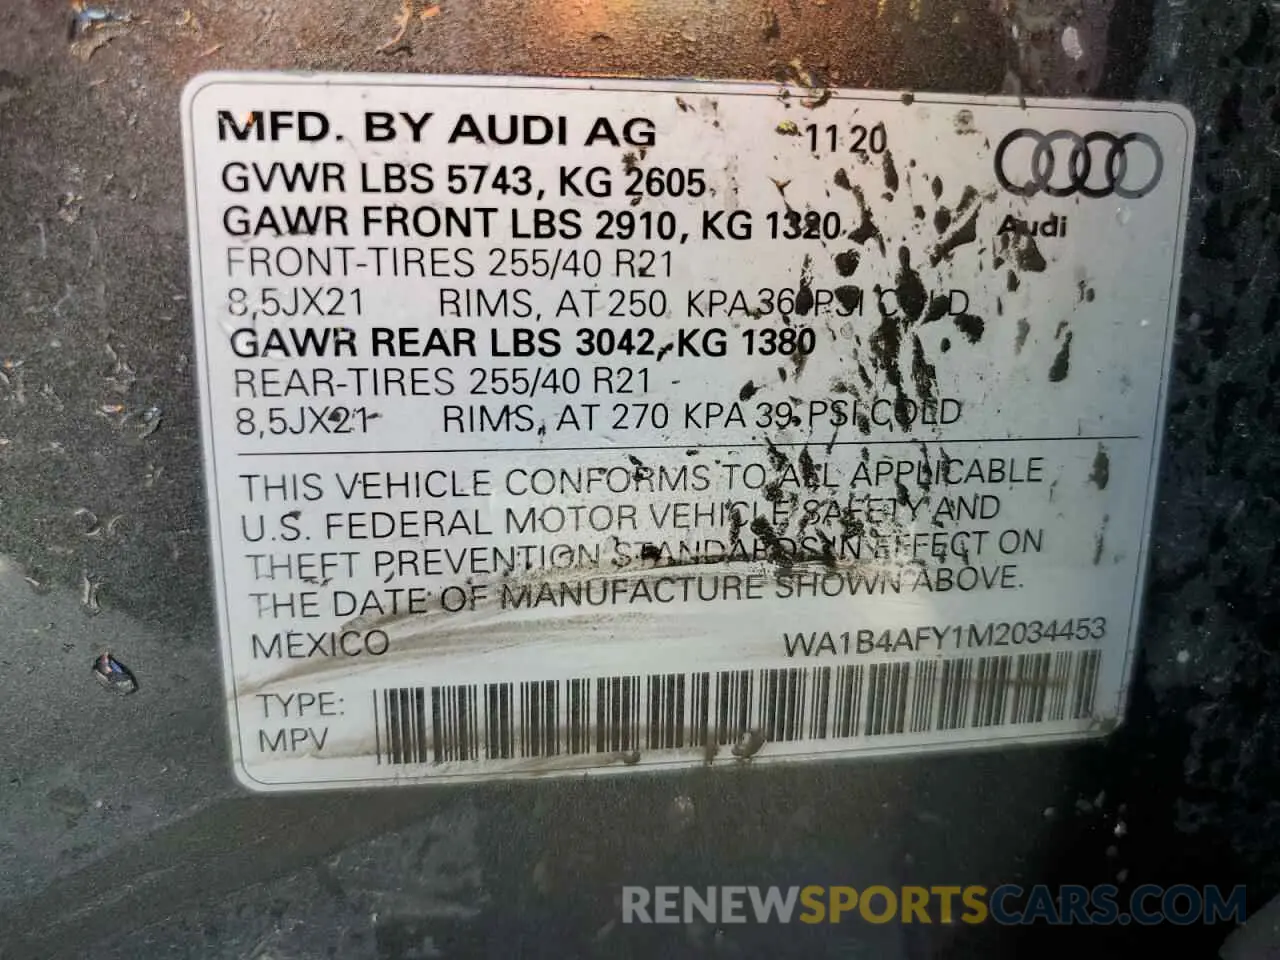 MFD. BY AUDI AG 11 20
GVWR LBS 5743, KG 2605
GAWR FRONT LBS 2910, KG 1320
Audi
FRONT-TIRES 255/40 R21
8,5JX21 RIMS, AT 250 KPA 36 PSI COLD
GAWR REAR LBS 3042, KG 1380
REAR-TIRES 255/40 R21
8,5JX21 RIMS, AT 270 KPA 39 PSI COLD
THIS VEHICLE CONFORMS TO ALL APPLICABLE
U.S. FEDERAL MOTOR VEHICLE SAFETY AND
THEFT PREVENTION STANDARDS IN EFFECT ON
THE DATE OF MANUFACTURE SHOWN ABOVE.
MEXICO WA1B4AFY1M2034453
TYPE:
MPV
RENEWSPORTSCARS.COM